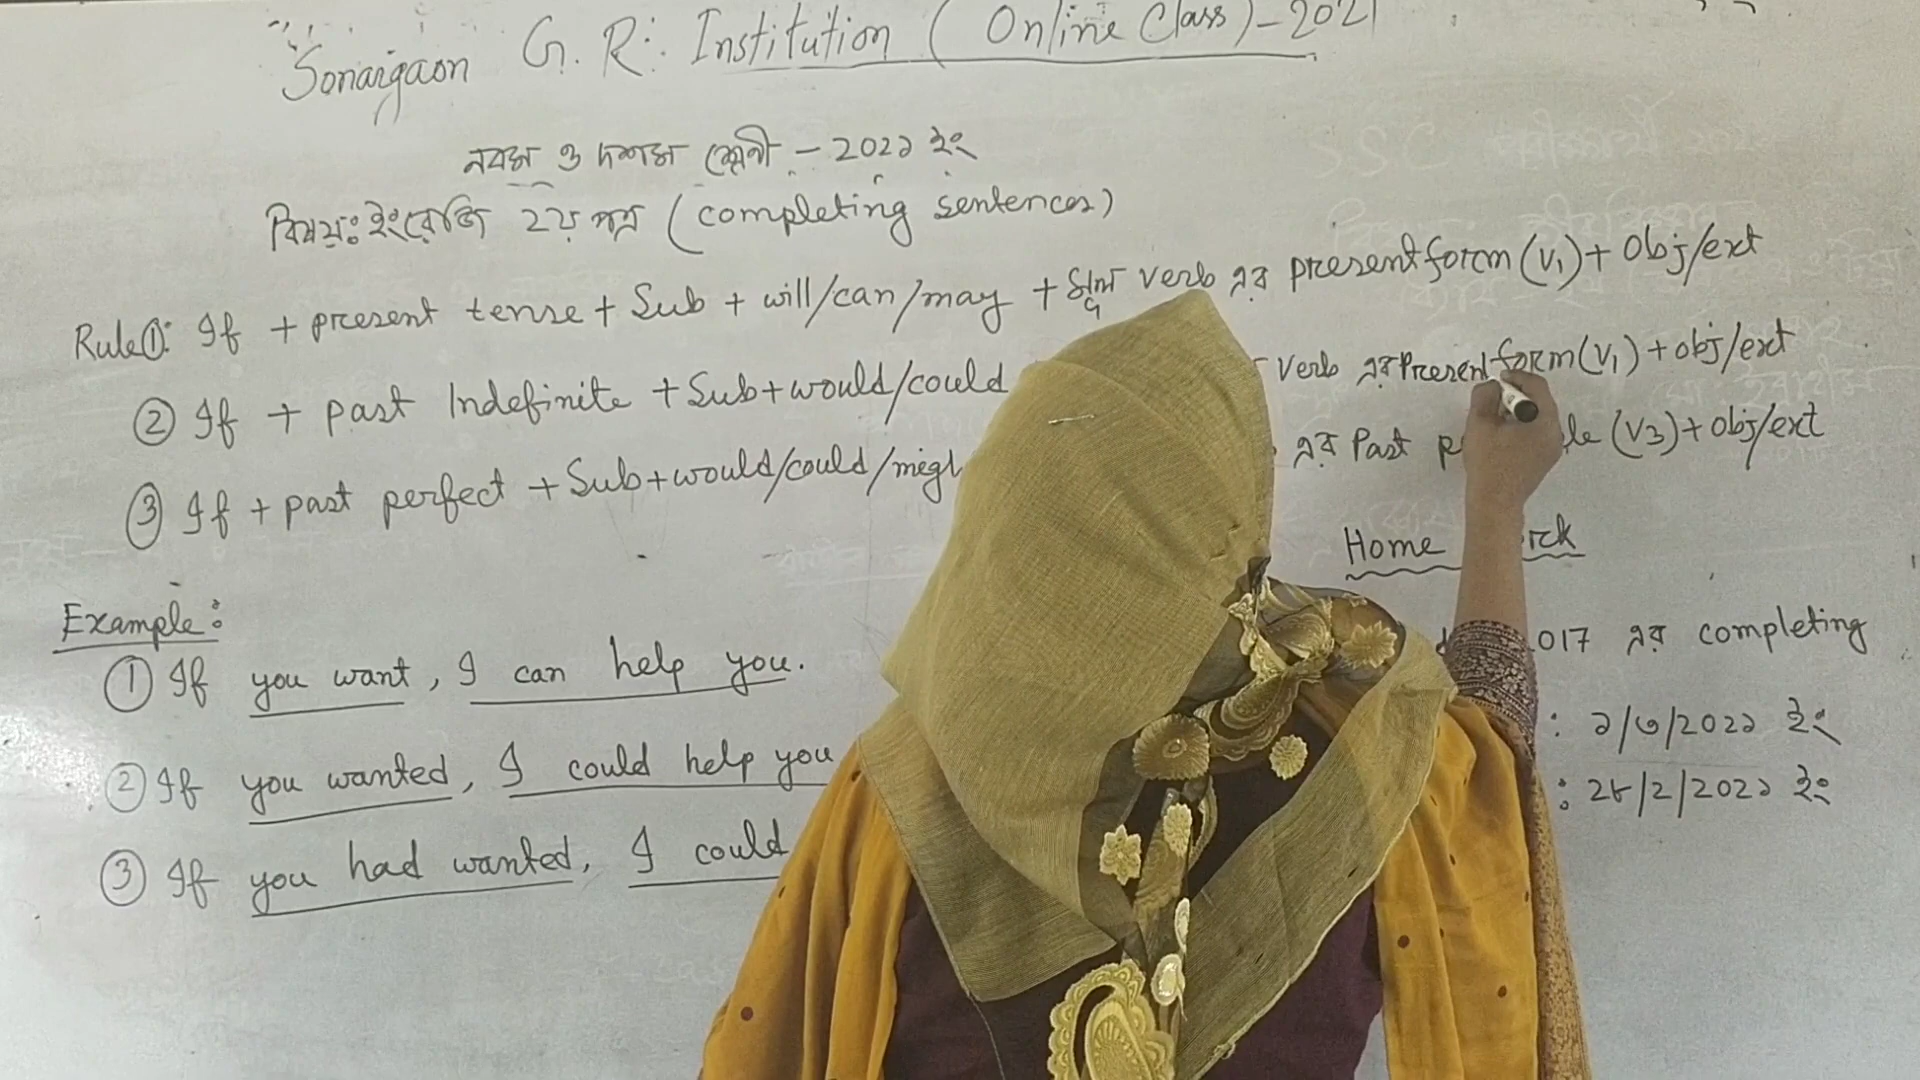 Sonargaon G. R. Institution (Online Class)-2021
নবম ও দশম শ্রেনী - 2021 ইং
বিষয়: ইংরেজি ২য় পত্র (completing sentences)
Rule①: If + present tense + Sub + will/can/may + মূল verb এর present form (V₁) + Obj/ext
② If + past Indefinite + Sub + would/could Verb এর Present form (V₁) + obj/ext
③ If + past perfect + Sub + would/could/migh এর Past le (V3) + Obj/ext
Home rck
Example:
① If you want, I can help you.
017 এর completing
② If you wanted, I could help you
: ১/৩/২০২১ ইং
: ২৮/২/২০২১ ইং
③ If you had wanted, I could